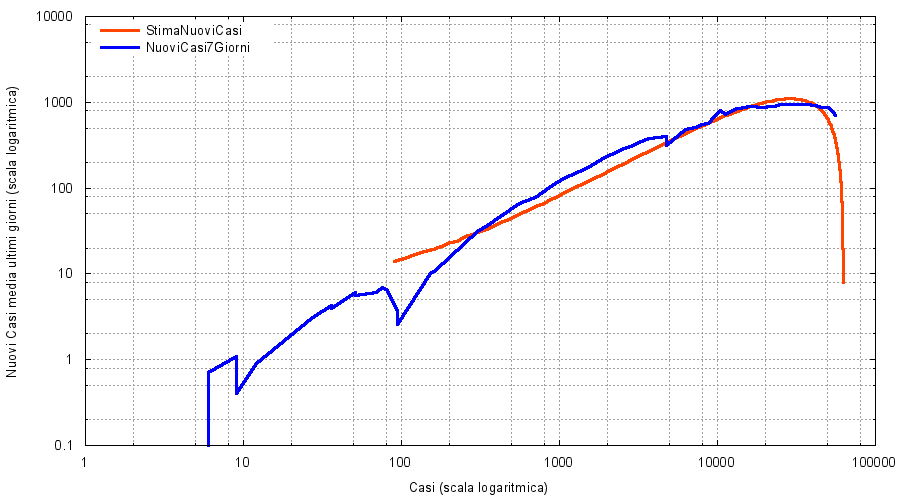 10000
StimaNuoviCasi
NuoviCasi7Giorni
1000
100
10
1
0.1
Nuovi Casi media ultimi giorni (scala logaritmica)
1 10 100 1000 10000 100000
Casi (scala logaritmica)